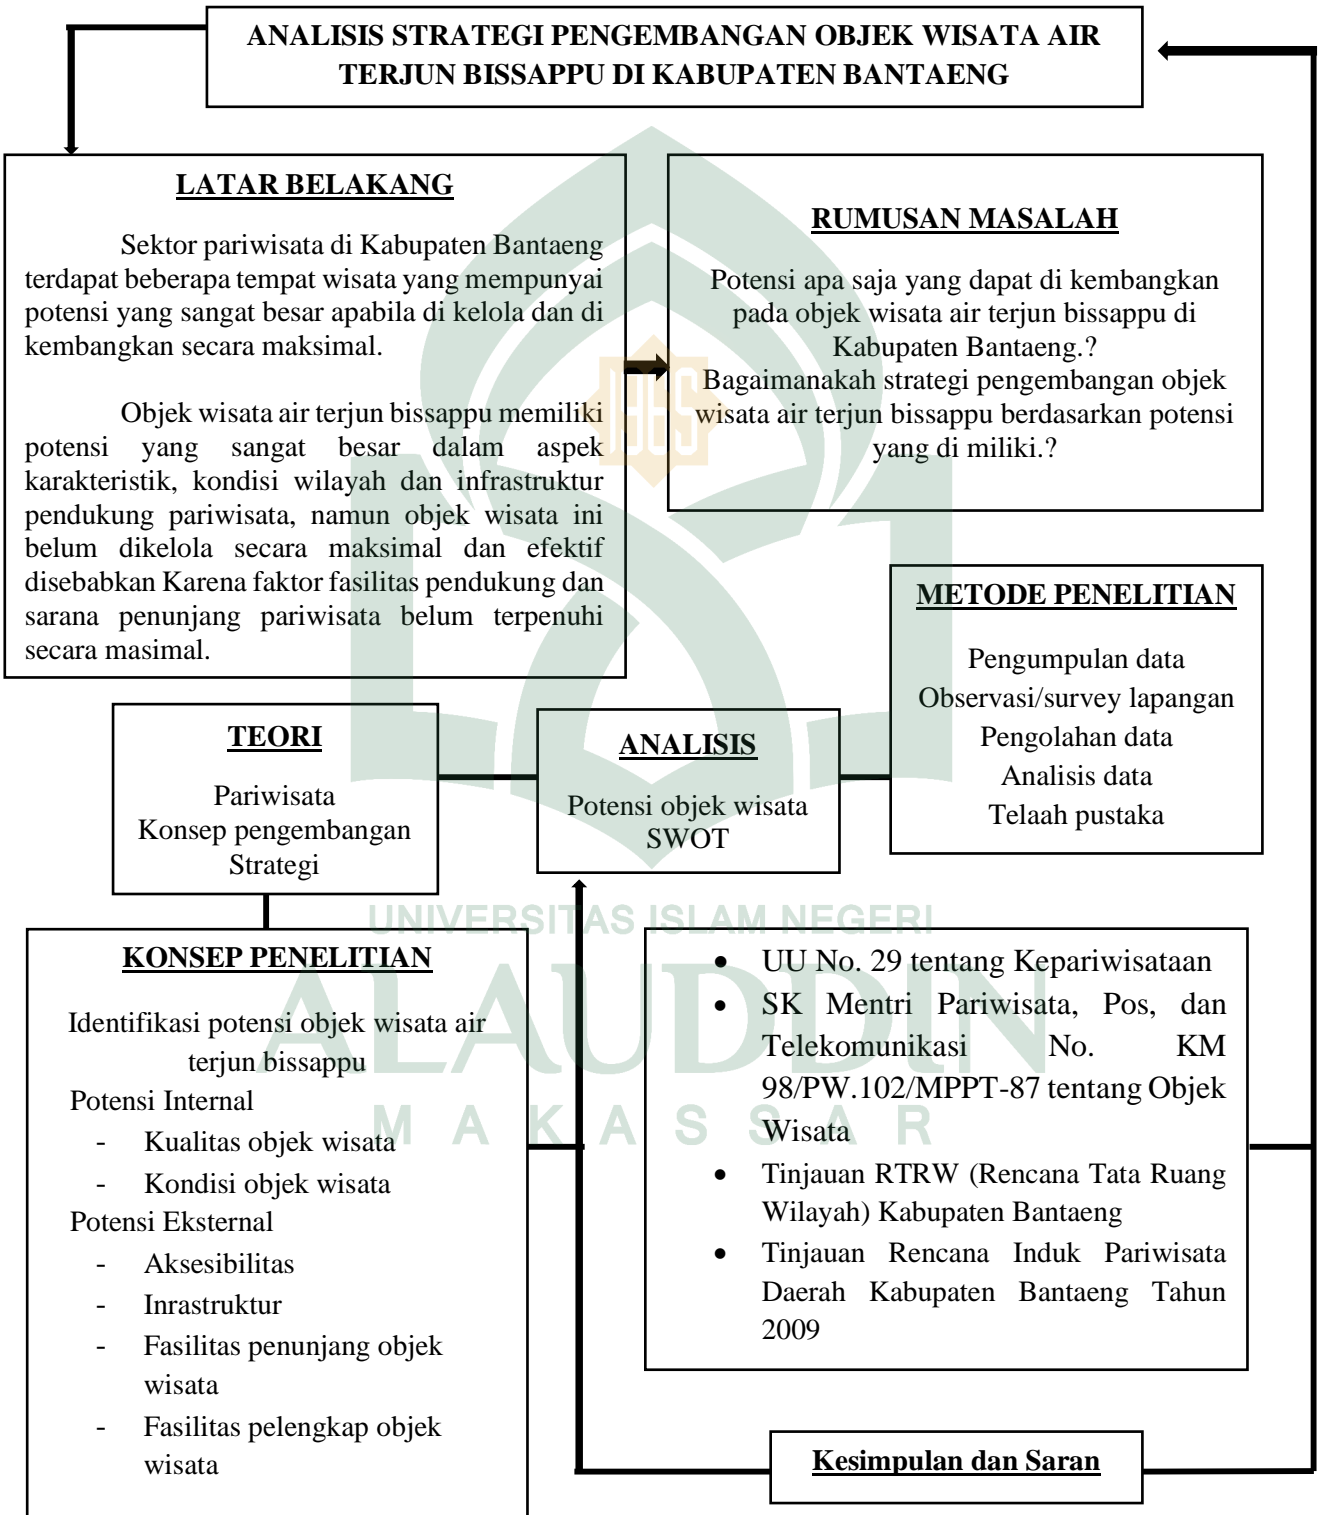 ANALISIS STRATEGI PENGEMBANGAN OBJEK WISATA AIR
TERJUN BISSAPPU DI KABUPATEN BANTAENG
LATAR BELAKANG
Sektor pariwisata di Kabupaten Bantaeng
terdapat beberapa tempat wisata yang mempunyai
potensi yang sangat besar apabila di kelola dan di
kembangkan secara maksimal.
Objek wisata air terjun bissappu memiliki
potensi yang sangat besar dalam aspek
karakteristik, kondisi wilayah dan infrastruktur
pendukung pariwisata, namun objek wisata ini
belum dikelola secara maksimal dan efektif
disebabkan Karena faktor fasilitas pendukung dan
sarana penunjang pariwisata belum terpenuhi
secara masimal.
RUMUSAN MASALAH
Potensi apa saja yang dapat di kembangkan
pada objek wisata air terjun bissappu di
Kabupaten Bantaeng.?
Bagaimanakah strategi pengembangan objek
wisata air terjun bissappu berdasarkan potensi
yang di miliki.?
1965
METODE PENELITIAN
Pengumpulan data
Observasi/survey lapangan
Pengolahan data
Analisis data
Telaah pustaka
TEORI
Pariwisata
Konsep pengembangan
Strategi
ANALISIS
Potensi objek wisata
SWOT
UNIVERSITAS ISLAM NEGERI
ALAUDDIN
MAKASSAR
KONSEP PENELITIAN
Identifikasi potensi objek wisata air
terjun bissappu
Potensi Internal
- Kualitas objek wisata
- Kondisi objek wisata
Potensi Eksternal
- Aksesibilitas
- Inrastruktur
- Fasilitas penunjang objek
wisata
- Fasilitas pelengkap objek
wisata
• UU No. 29 tentang Kepariwisataan
• SK Mentri Pariwisata, Pos, dan
Telekomunikasi No. KM
98/PW.102/MPPT-87 tentang Objek
Wisata
• Tinjauan RTRW (Rencana Tata Ruang
Wilayah) Kabupaten Bantaeng
• Tinjauan Rencana Induk Pariwisata
Daerah Kabupaten Bantaeng Tahun
2009
Kesimpulan dan Saran